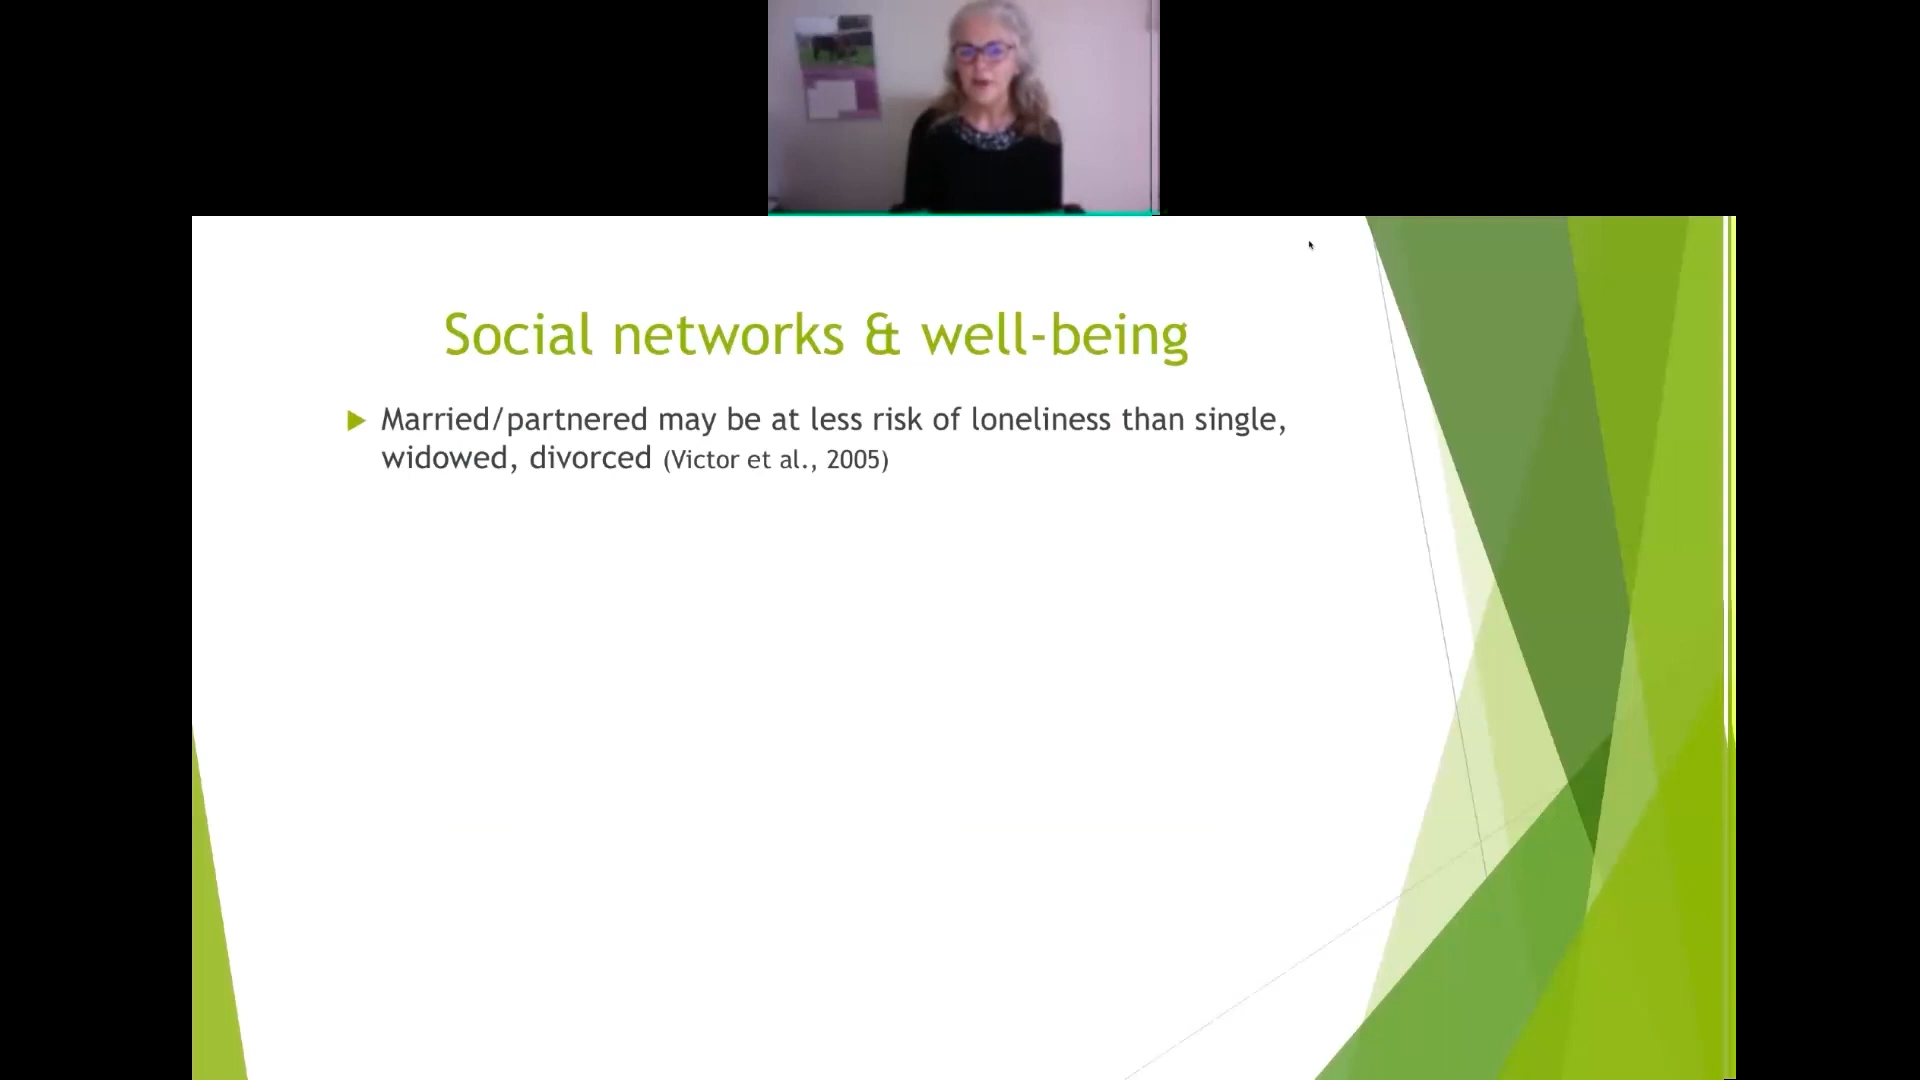 Social networks & well-being
Married/partnered may be at less risk of loneliness than single,
widowed, divorced (Victor et al., 2005)